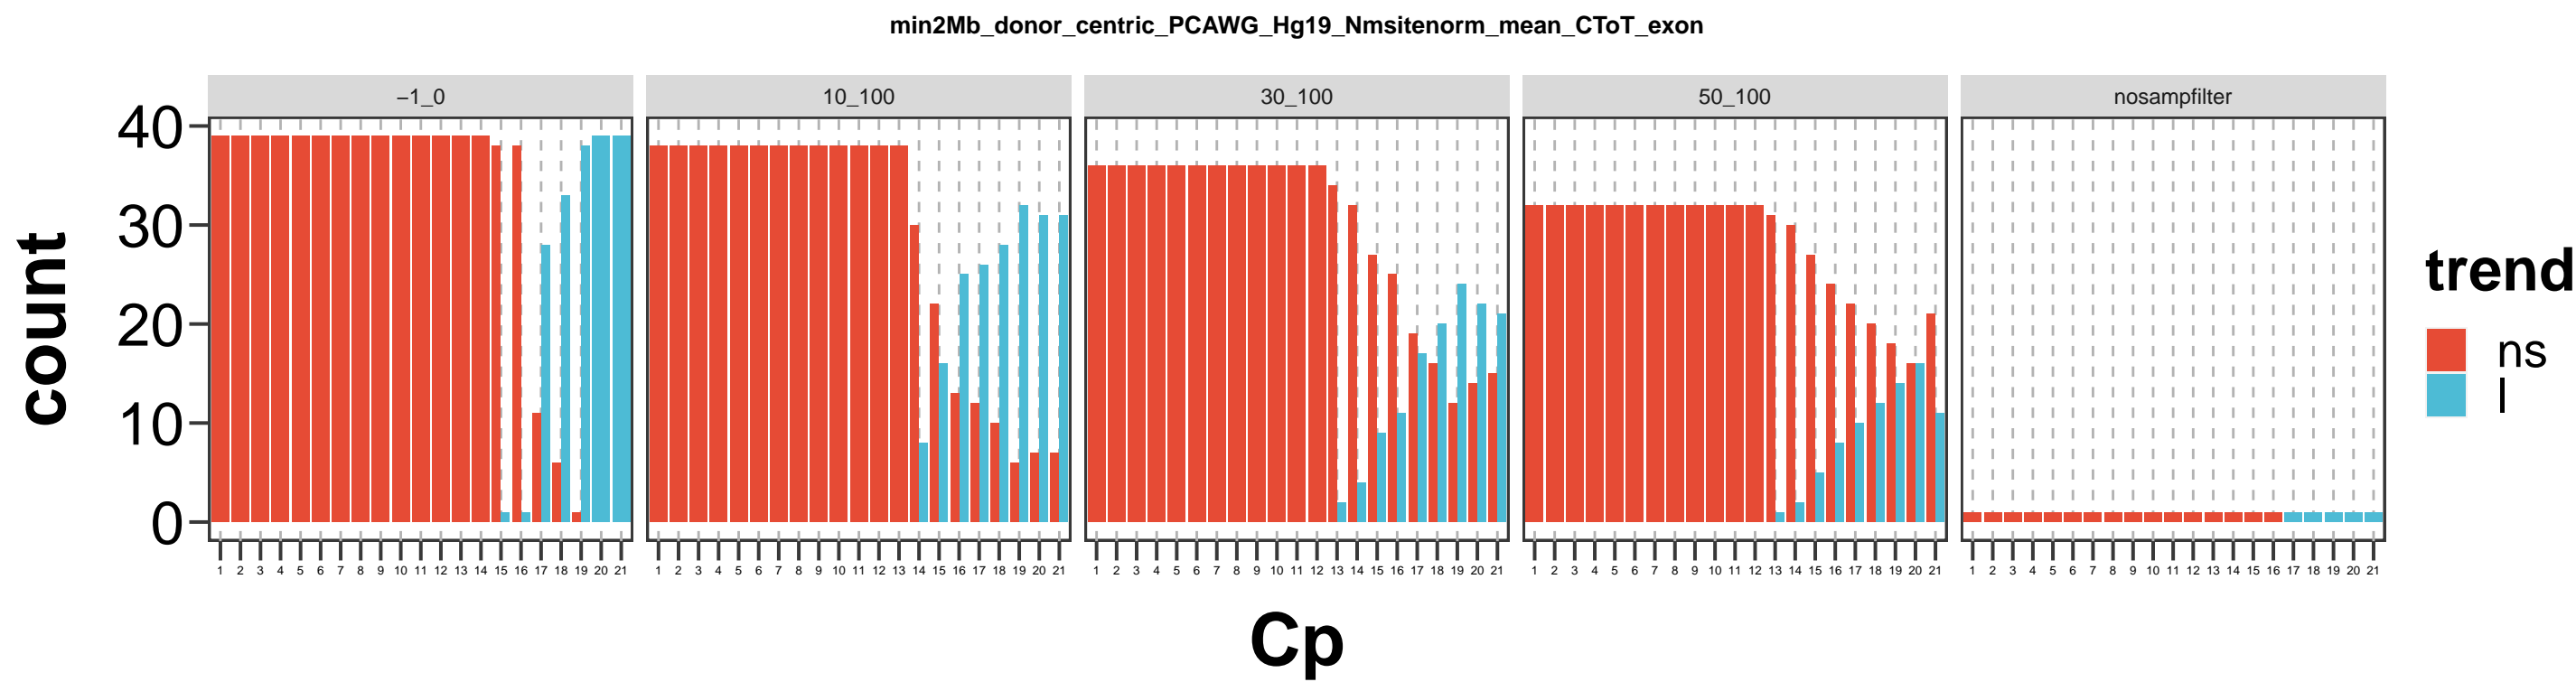 min2Mb_donor_centric_PCAWG_Hg19_Nmsitenorm_mean_CToT_exon
−1_0 10_100 30_100 50_100 nosampfilter
40
30
20
10
0
count
1 2 3 4 5 6 7 8 9 10 11 12 13 14 15 16 17 18 19 20 21 1 2 3 4 5 6 7 8 9 10 11 12 13 14 15 16 17 18 19 20 21 1 2 3 4 5 6 7 8 9 10 11 12 13 14 15 16 17 18 19 20 21 1 2 3 4 5 6 7 8 9 10 11 12 13 14 15 16 17 18 19 20 21 1 2 3 4 5 6 7 8 9 10 11 12 13 14 15 16 17 18 19 20 21
Cp
trend
ns
l